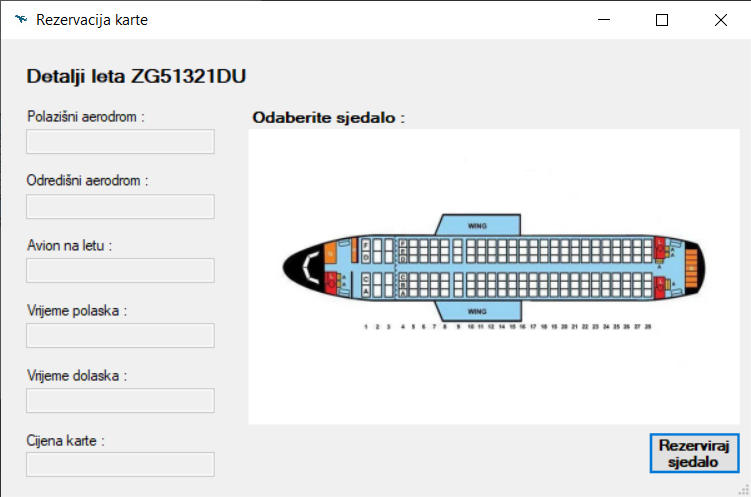 Rezervacija karte
Detalji leta ZG51321DU
Polazišni aerodrom :
Odredišni aerodrom :
Avion na letu :
Vrijeme polaska :
Vrijeme dolaska :
Cijena karte :
Odaberite sjedalo :
WING
F
D
C
A
F
E
D
C
B
A
WING
1 2 3 4 5 6 7 8 9 10 11 12 13 14 15 16 17 18 19 20 21 22 23 24 25 26 27 28
Rezerviraj
sjedalo